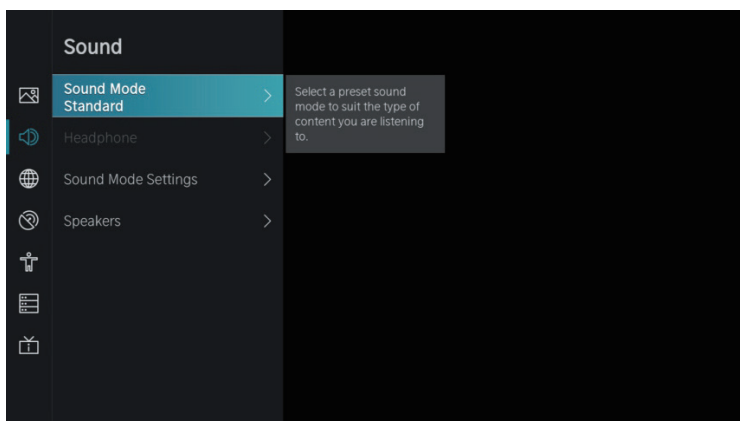 Sound
Sound Mode
Standard
Select a preset sound
mode to suit the type of
content you are listening
to.
Headphone
Sound Mode Settings
Speakers